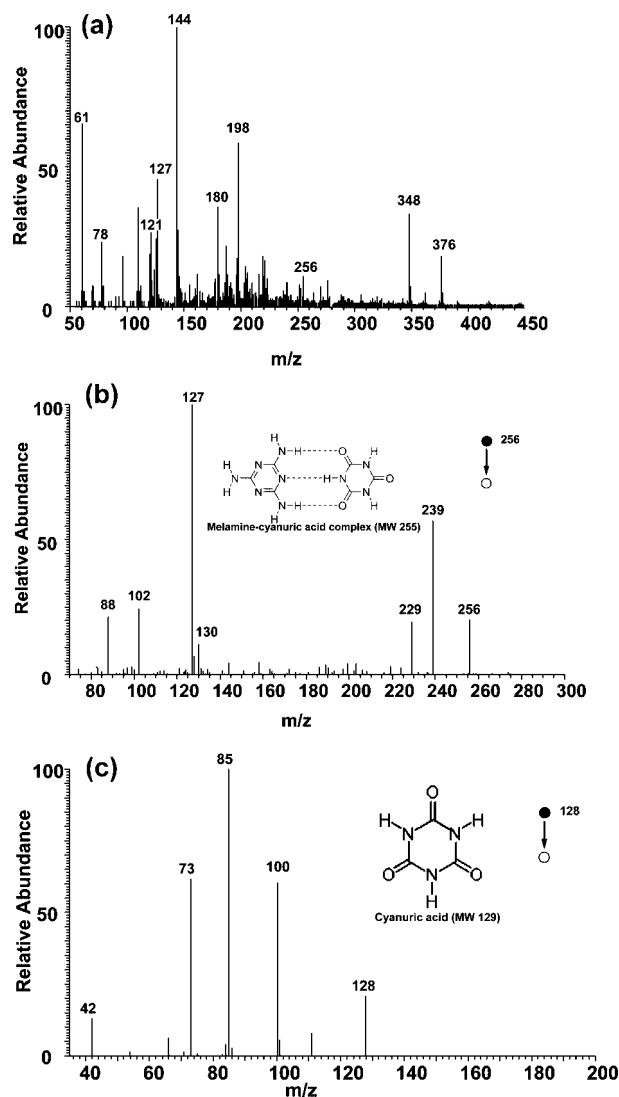 (a)
144
100
61
198
50
127
180
348
121
78
376
256
0
Relative Abundance
50 100 150 200 250 300 350 400 450
m/z
(b)
127
100
256
H H
N H O H
N N N O
H N N H N
H N N
N H O H
H
Melamine-cyanuric acid complex (MW 255)
239
50
102
88
229
256
130
0
Relative Abundance
80 100 120 140 160 180 200 220 240 260 280 300
m/z
(c)
85
100
O
128
H N N H
73
100
O N O
H
Cyanuric acid (MW 129)
50
128
42
0
Relative Abundance
40 60 80 100 120 140 160 180 200
m/z